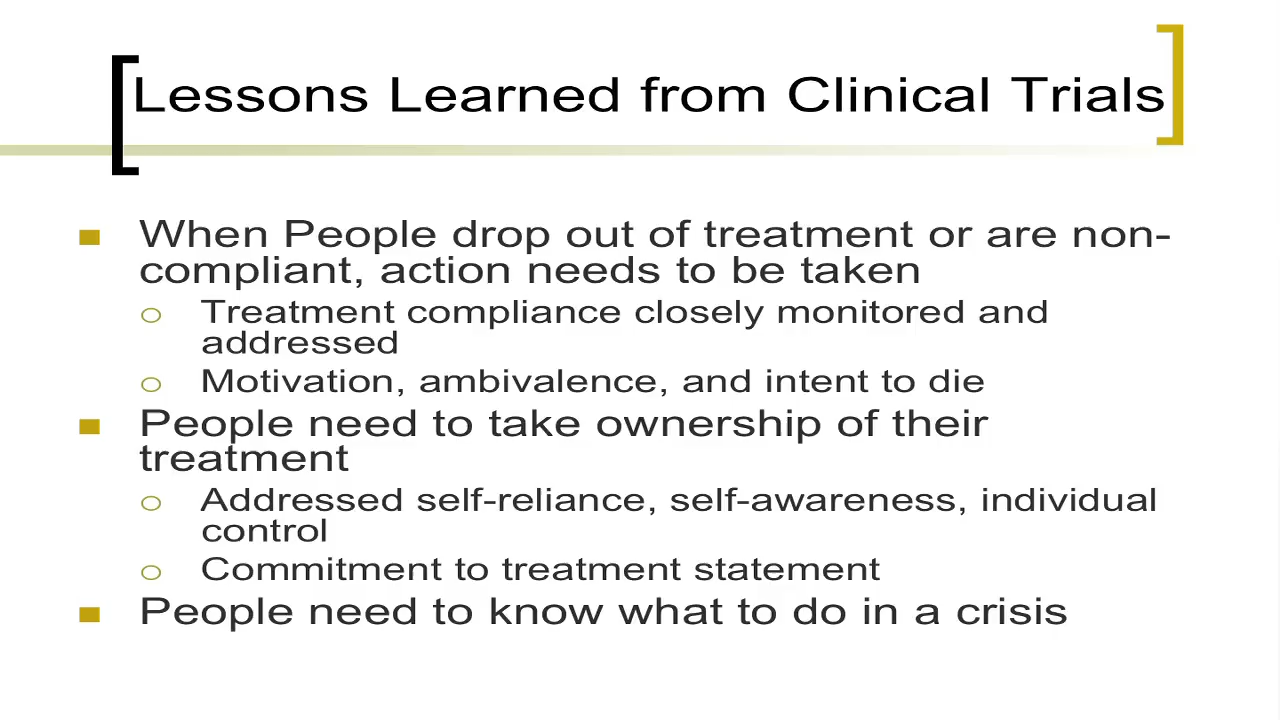 Lessons Learned from Clinical Trials
When People drop out of treatment or are non-
compliant, action needs to be taken
Treatment compliance closely monitored and
addressed
Motivation, ambivalence, and intent to die
People need to take ownership of their
treatment
Addressed self-reliance, self-awareness, individual
control
Commitment to treatment statement
People need to know what to do in a crisis